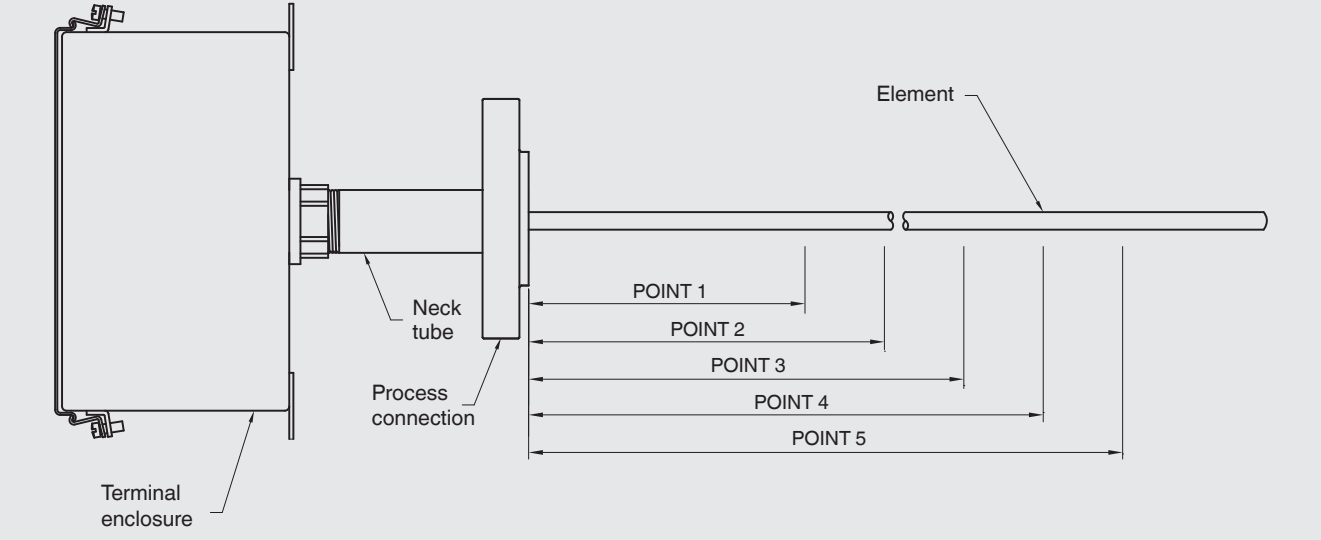 Element
POINT 1
Neck
tube
POINT 2
POINT 3
Process
connection
POINT 4
POINT 5
Terminal
enclosure